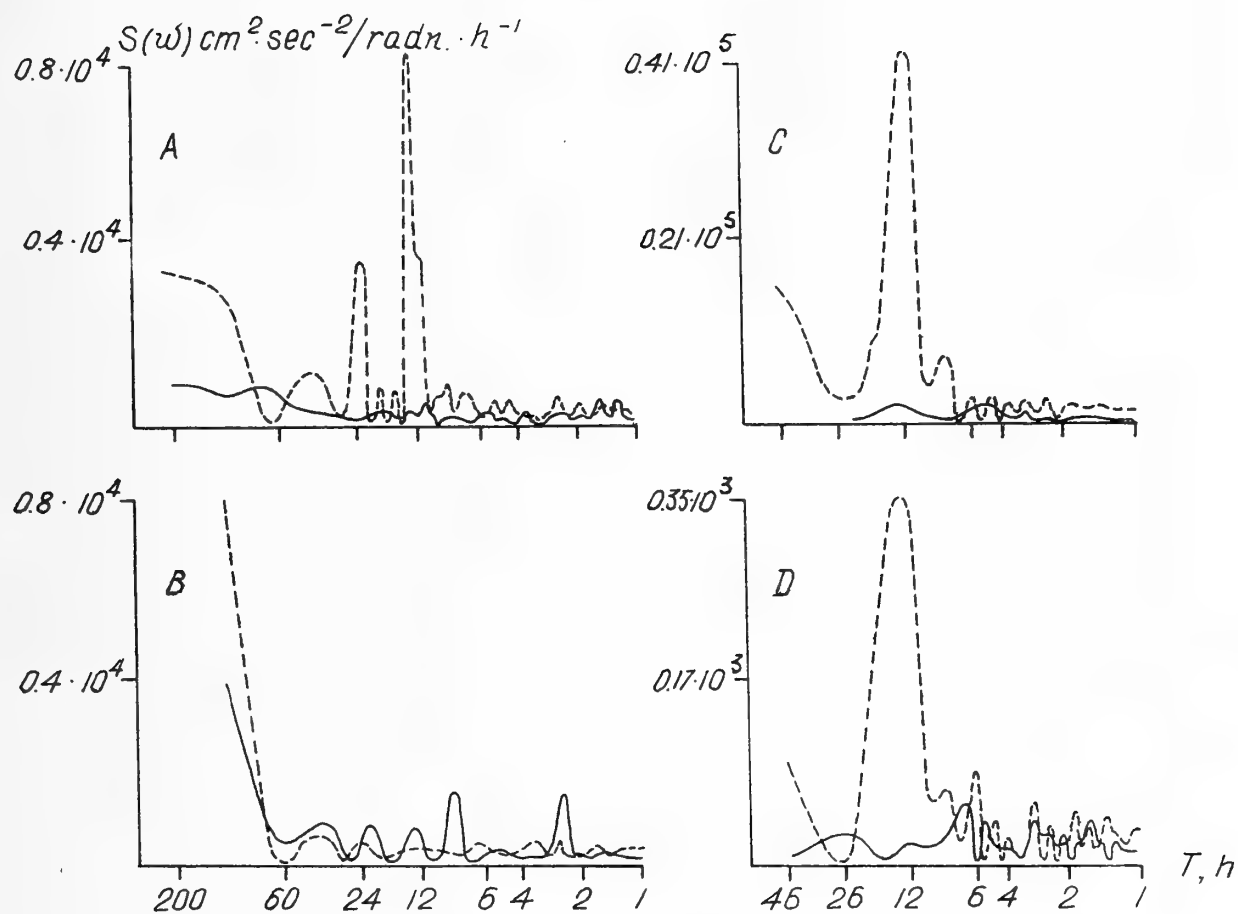 S(ω) cm²·sec⁻²/radn.·h⁻¹
0.8·10⁴
0.4·10⁴
A
0.41·10⁵
0.21·10⁵
C
0.8·10⁴
0.4·10⁴
B
200 60 24 12 6 4 2 1
0.35·10³
0.17·10³
D
46 26 12 6 4 2 1
T, h